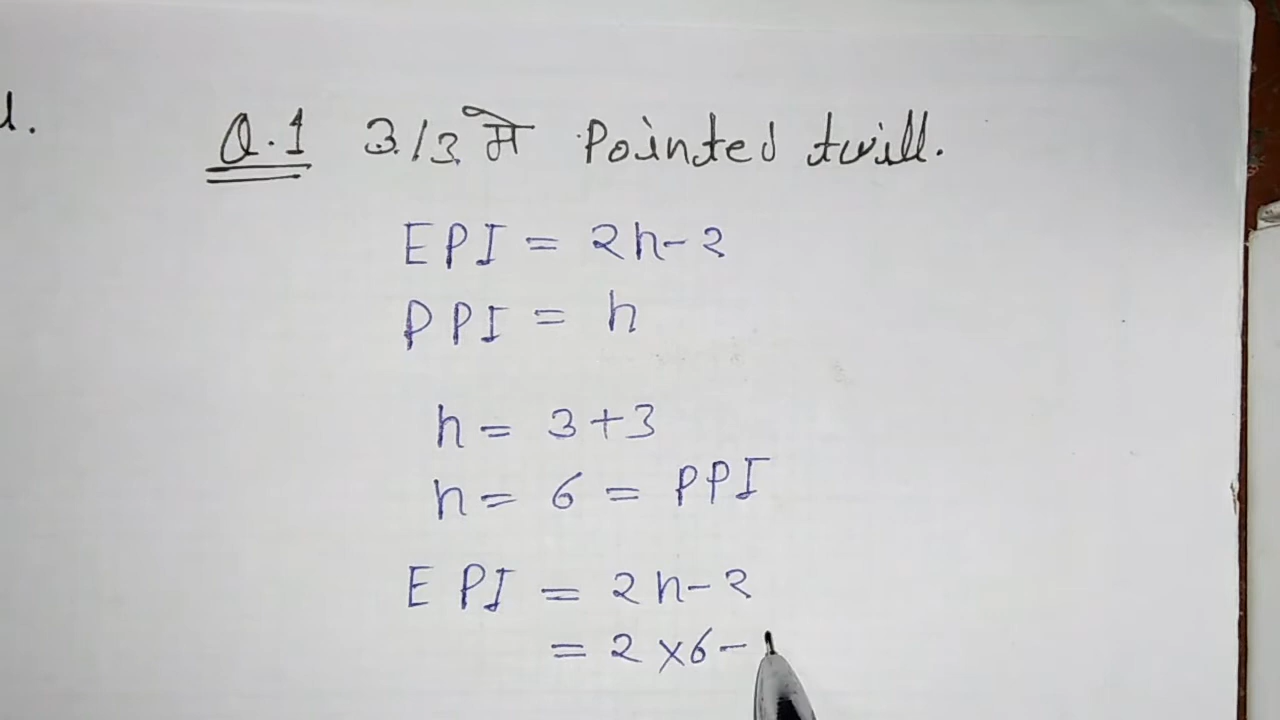 Q.1 3/3 में Pointed twill.
EPI = 2n-2
PPI = n
n = 3+3
n = 6 = PPI
EPI = 2n-2
= 2×6-